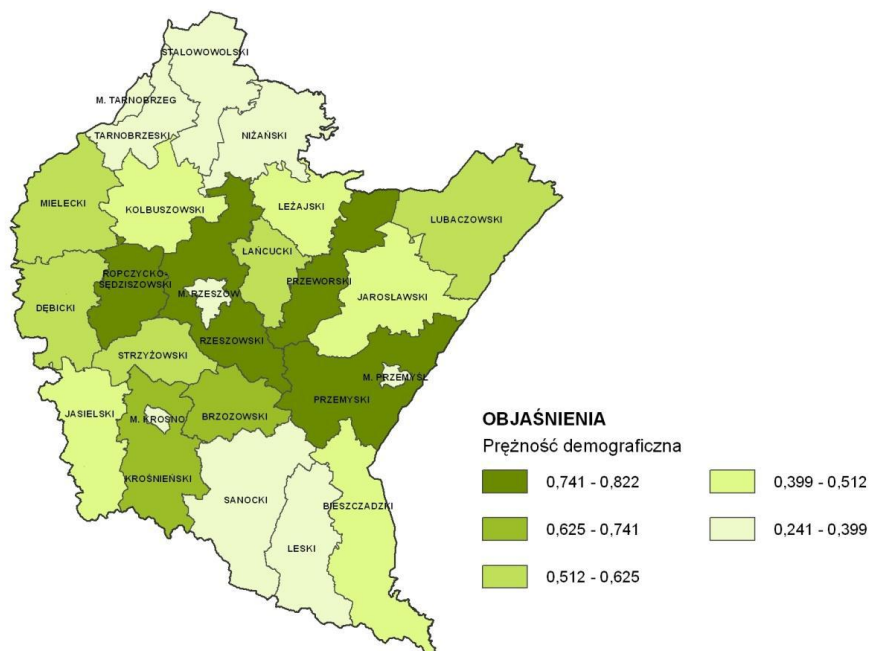 STALOWOWOLSKI
M. TARNOBRZEG
TARNOBRZESKI
NIŻAŃSKI
MIELECKI
KOLBUSZOWSKI
LEŻAJSKI
LUBACZOWSKI
ŁAŃCUCKI
ROPCZYCKO-
SĘDZISZOWSKI
M. RZESZÓW
PRZEWORSKI
JAROSŁAWSKI
DĘBICKI
RZESZOWSKI
STRZYŻOWSKI
M. PRZEMYŚL
PRZEMYSKI
JASIELSKI
M. KROSNO
BRZOZOWSKI
KROŚNIEŃSKI
SANOCKI
BIESZCZADZKI
LESKI
OBJAŚNIENIA
Prężność demograficzna
0,741 - 0,822
0,399 - 0,512
0,625 - 0,741
0,241 - 0,399
0,512 - 0,625